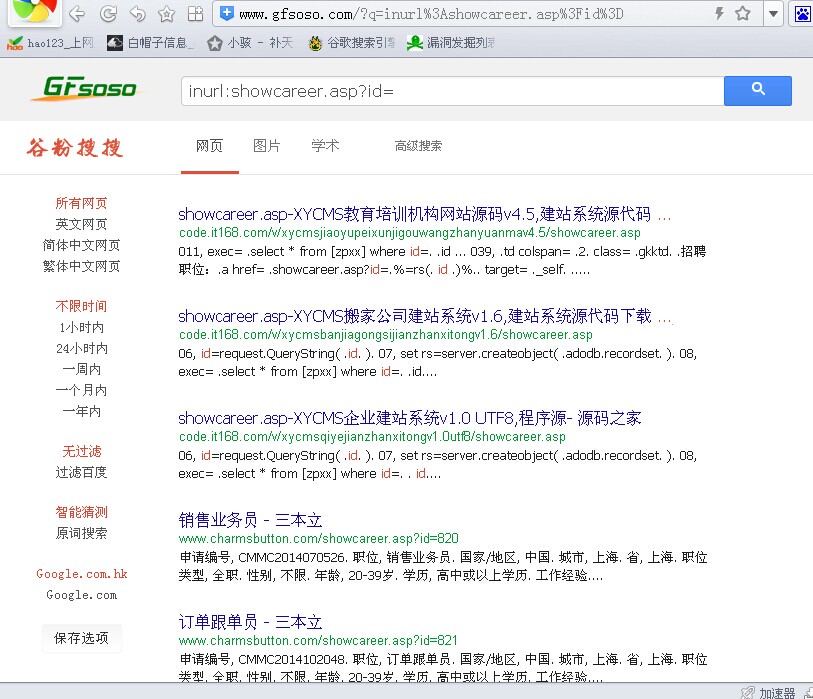 www.gfsoso.com/?q=inurl%3Ashowcareer.asp%3Fid%3D
hao123_上网
白帽子信息_
小孩 - 补天
谷歌搜索引擎
漏洞发掘列表
GFsoso
inurl:showcareer.asp?id=
谷粉搜搜
网页 图片 学术 高级搜索
所有网页
英文网页
简体中文网页
繁体中文网页
不限时间
1小时内
24小时内
一周内
一个月内
一年内
无过滤
过滤百度
智能猜测
原词搜索
Google.com.hk
Google.com
保存选项
showcareer.asp-XYCMS教育培训机构网站源码v4.5,建站系统源代码 ...
code.it168.com/v/xycmsjiaoyupeixunjigouwangzhanyuanmav4.5/showcareer.asp
011, exec= .select * from [zpxx] where id=. .id ... 039, .td colspan= .2. class= .gkktd. .招聘
职位：.a href= .showcareer.asp?id=.%=rs(. id .)%.. target= ._self. .....
showcareer.asp-XYCMS搬家公司建站系统v1.6,建站系统源代码下载 ...
code.it168.com/v/xycmsbanjiagongsijianzhanxitongv1.6/showcareer.asp
06, id=request.QueryString( .id. ). 07, set rs=server.createobject( .adodb.recordset. ). 08,
exec= .select * from [zpxx] where id=. .id....
showcareer.asp-XYCMS企业建站系统v1.0 UTF8,程序源- 源码之家
code.it168.com/v/xycmsqiyejianzhanxitongv1.0utf8/showcareer.asp
06, id=request.QueryString( .id. ). 07, set rs=server.createobject( .adodb.recordset. ). 08,
exec= .select * from [zpxx] where id=. . id....
销售业务员 - 三本立
www.charmsbutton.com/showcareer.asp?id=820
申请编号, CMMC2014070526. 职位, 销售业务员. 国家/地区, 中国. 城市, 上海. 省, 上海. 职位
类型, 全职. 性别, 不限. 年龄, 20-39岁. 学历, 高中或以上学历. 工作经验....
订单跟单员 - 三本立
www.charmsbutton.com/showcareer.asp?id=821
申请编号, CMMC2014102048. 职位, 订单跟单员. 国家/地区, 中国. 城市, 上海. 省, 上海. 职位
类型, 全职. 性别, 不限. 年龄, 20-39岁. 学历, 高中或以上学历. 工作经验....
加速器